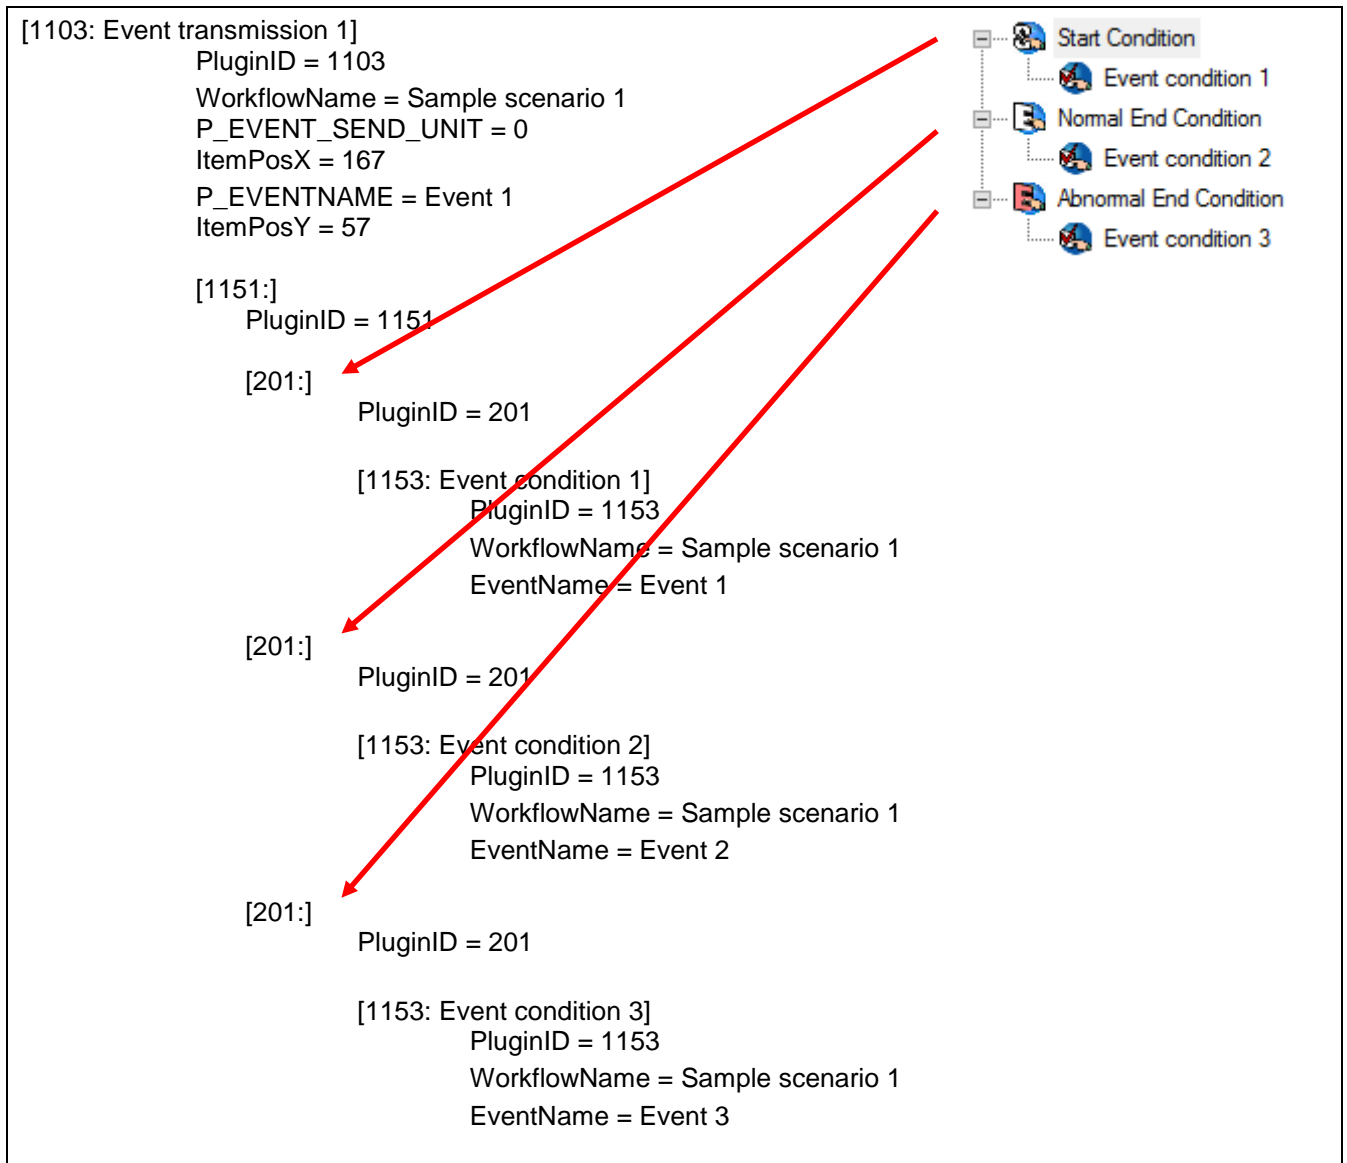 [1103: Event transmission 1]
PluginID = 1103
WorkflowName = Sample scenario 1
P_EVENT_SEND_UNIT = 0
ItemPosX = 167
P_EVENTNAME = Event 1
ItemPosY = 57
[1151:]
PluginID = 1151
[201:]
PluginID = 201
[1153: Event condition 1]
PluginID = 1153
WorkflowName = Sample scenario 1
EventName = Event 1
[201:]
PluginID = 201
[1153: Event condition 2]
PluginID = 1153
WorkflowName = Sample scenario 1
EventName = Event 2
[201:]
PluginID = 201
[1153: Event condition 3]
PluginID = 1153
WorkflowName = Sample scenario 1
EventName = Event 3
Start Condition
Event condition 1
Normal End Condition
Event condition 2
Abnormal End Condition
Event condition 3